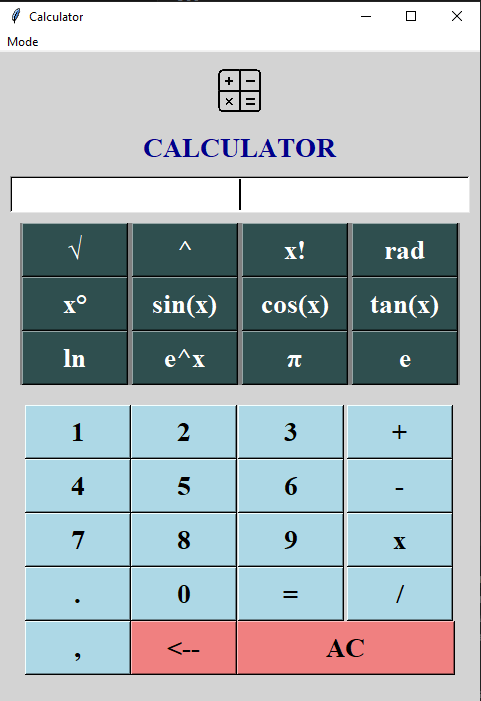 Calculator
Mode
CALCULATOR
√ ^ x! rad
x° sin(x) cos(x) tan(x)
ln e^x π e
1 2 3 +
4 5 6 -
7 8 9 x
. 0 = /
, <-- AC